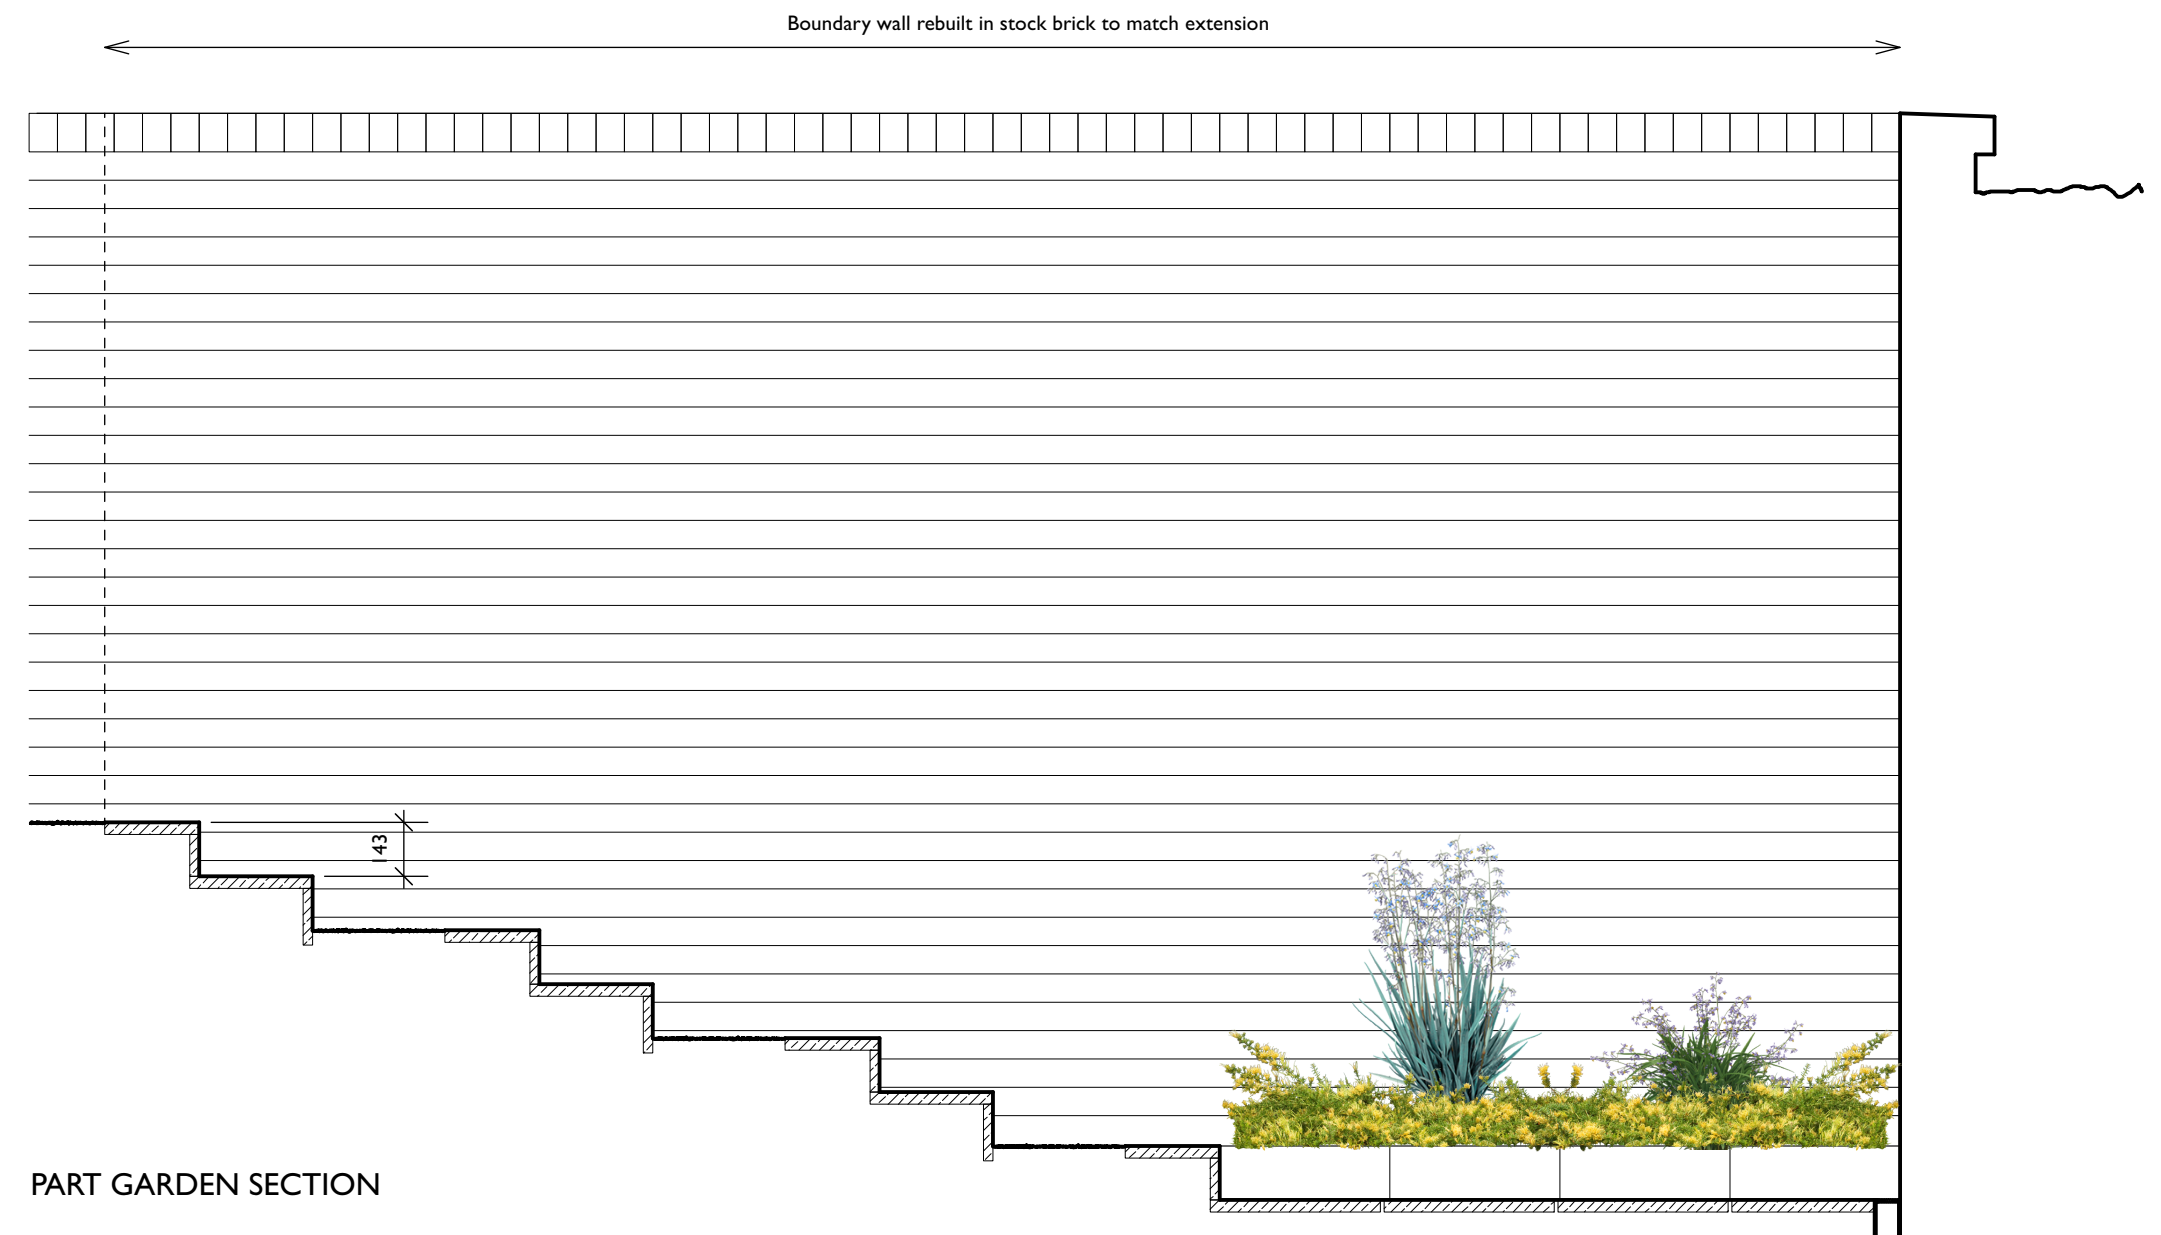 Boundary wall rebuilt in stock brick to match extension
143
PART GARDEN SECTION